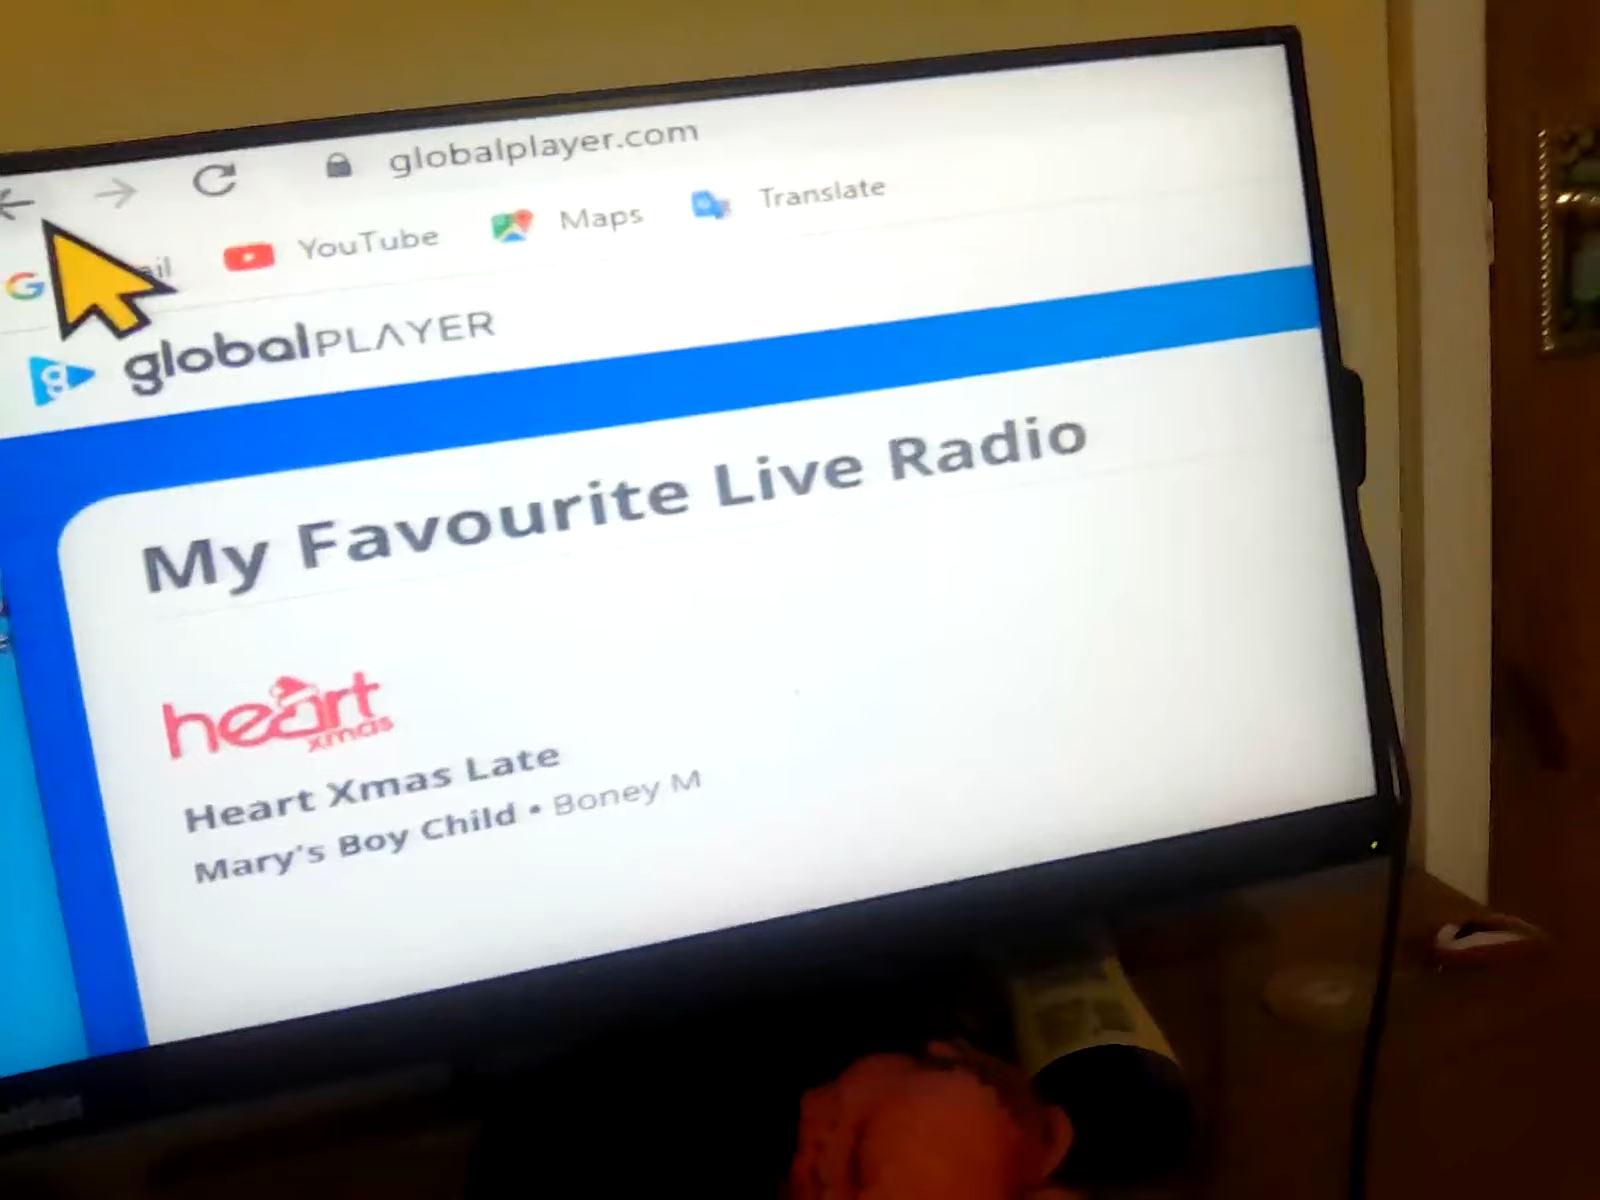 globalplayer.com
YouTube Maps Translate
globalPLAYER
My Favourite Live Radio
heart
xmas
Heart Xmas Late
Mary's Boy Child • Boney M